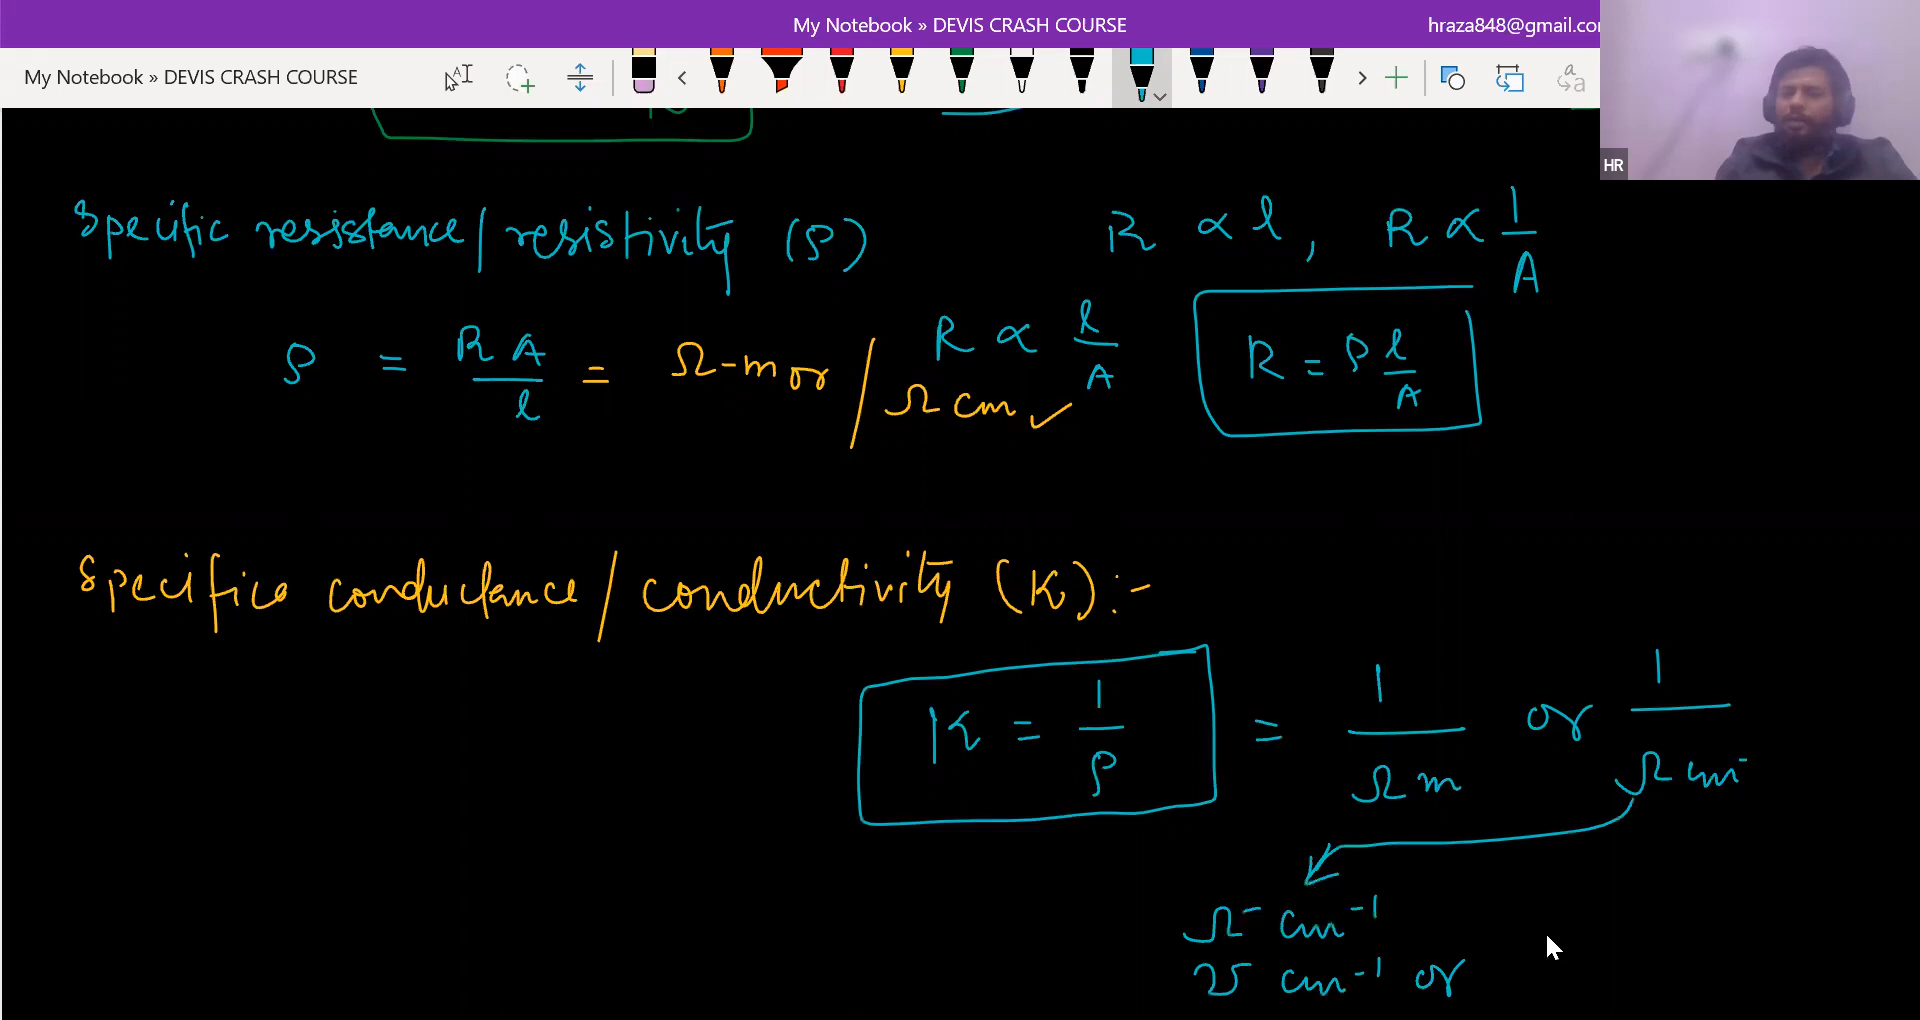 My Notebook » DEVIS CRASH COURSE
hraza848@gmail.co
My Notebook » DEVIS CRASH COURSE
HR
Specific resistance/resistivity (ρ)
R ∝ l, R ∝ 1/A
ρ = RA/l = Ω-m or / Ω cm ✓
R ∝ l/A
R = ρ l/A
Specific conductance/conductivity (K):-
K = 1/ρ = 1/Ω m or 1/Ω cm
Ω⁻ cm⁻¹
℧ cm⁻¹ or